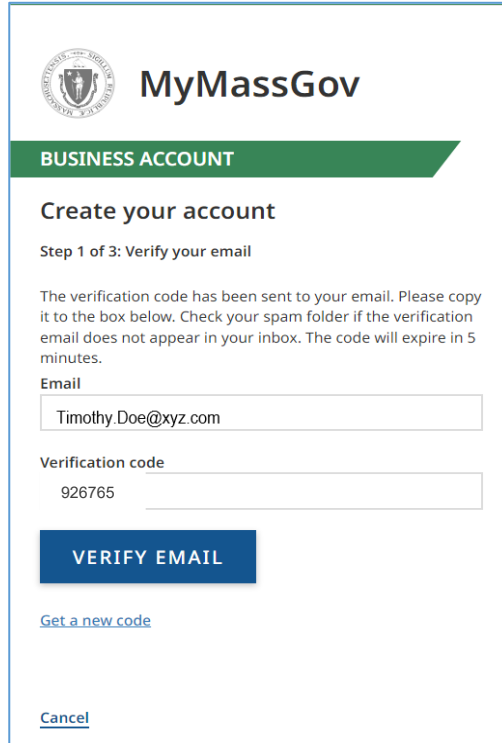 MyMassGov
BUSINESS ACCOUNT
Create your account
Step 1 of 3: Verify your email
The verification code has been sent to your email. Please copy
it to the box below. Check your spam folder if the verification
email does not appear in your inbox. The code will expire in 5
minutes.
Email
Timothy.Doe@xyz.com
Verification code
926765
VERIFY EMAIL
Get a new code
Cancel